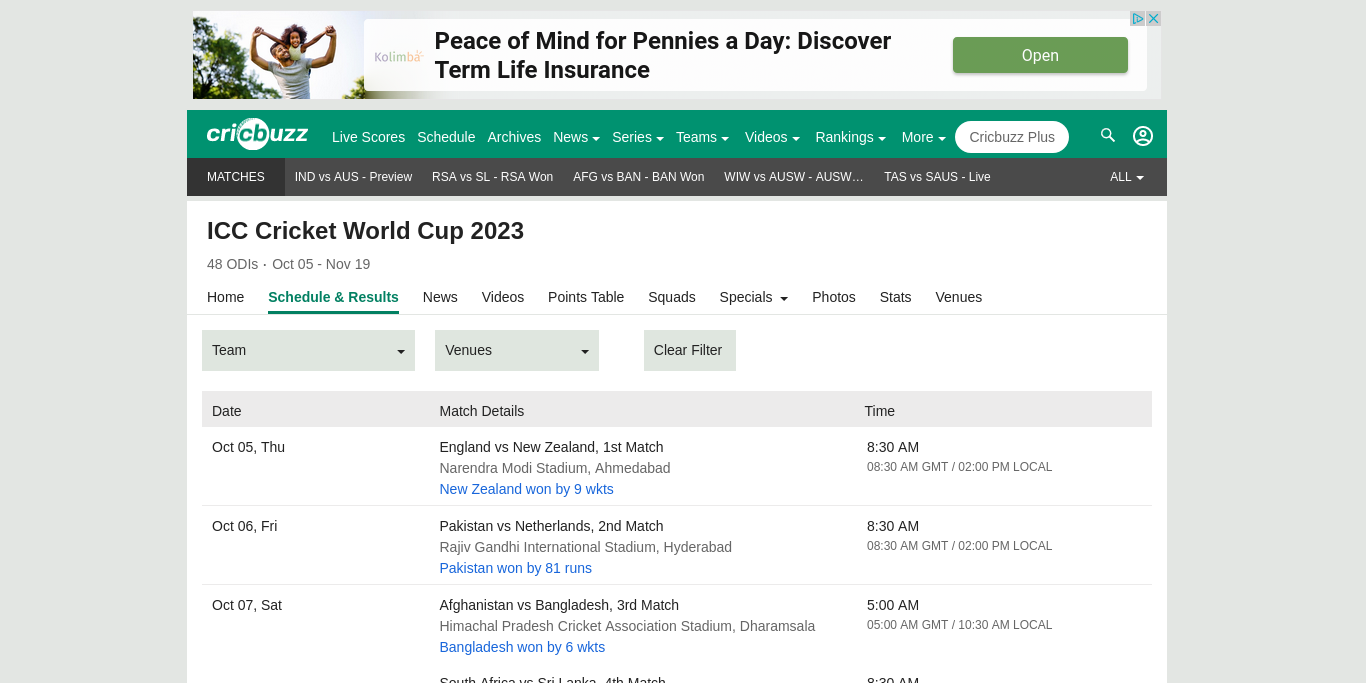 Kolimba
Peace of Mind for Pennies a Day: Discover
Term Life Insurance
Open
cricbuzz
Live Scores Schedule Archives News Series Teams Videos Rankings More Cricbuzz Plus
MATCHES IND vs AUS - Preview RSA vs SL - RSA Won AFG vs BAN - BAN Won WIW vs AUSW - AUSW… TAS vs SAUS - Live ALL
ICC Cricket World Cup 2023
48 ODIs · Oct 05 - Nov 19
Home Schedule & Results News Videos Points Table Squads Specials Photos Stats Venues
Team Venues Clear Filter
Date Match Details Time
Oct 05, Thu England vs New Zealand, 1st Match 8:30 AM
Narendra Modi Stadium, Ahmedabad 08:30 AM GMT / 02:00 PM LOCAL
New Zealand won by 9 wkts
Oct 06, Fri Pakistan vs Netherlands, 2nd Match 8:30 AM
Rajiv Gandhi International Stadium, Hyderabad 08:30 AM GMT / 02:00 PM LOCAL
Pakistan won by 81 runs
Oct 07, Sat Afghanistan vs Bangladesh, 3rd Match 5:00 AM
Himachal Pradesh Cricket Association Stadium, Dharamsala 05:00 AM GMT / 10:30 AM LOCAL
Bangladesh won by 6 wkts
South Africa vs Sri Lanka, 4th Match 8:30 AM